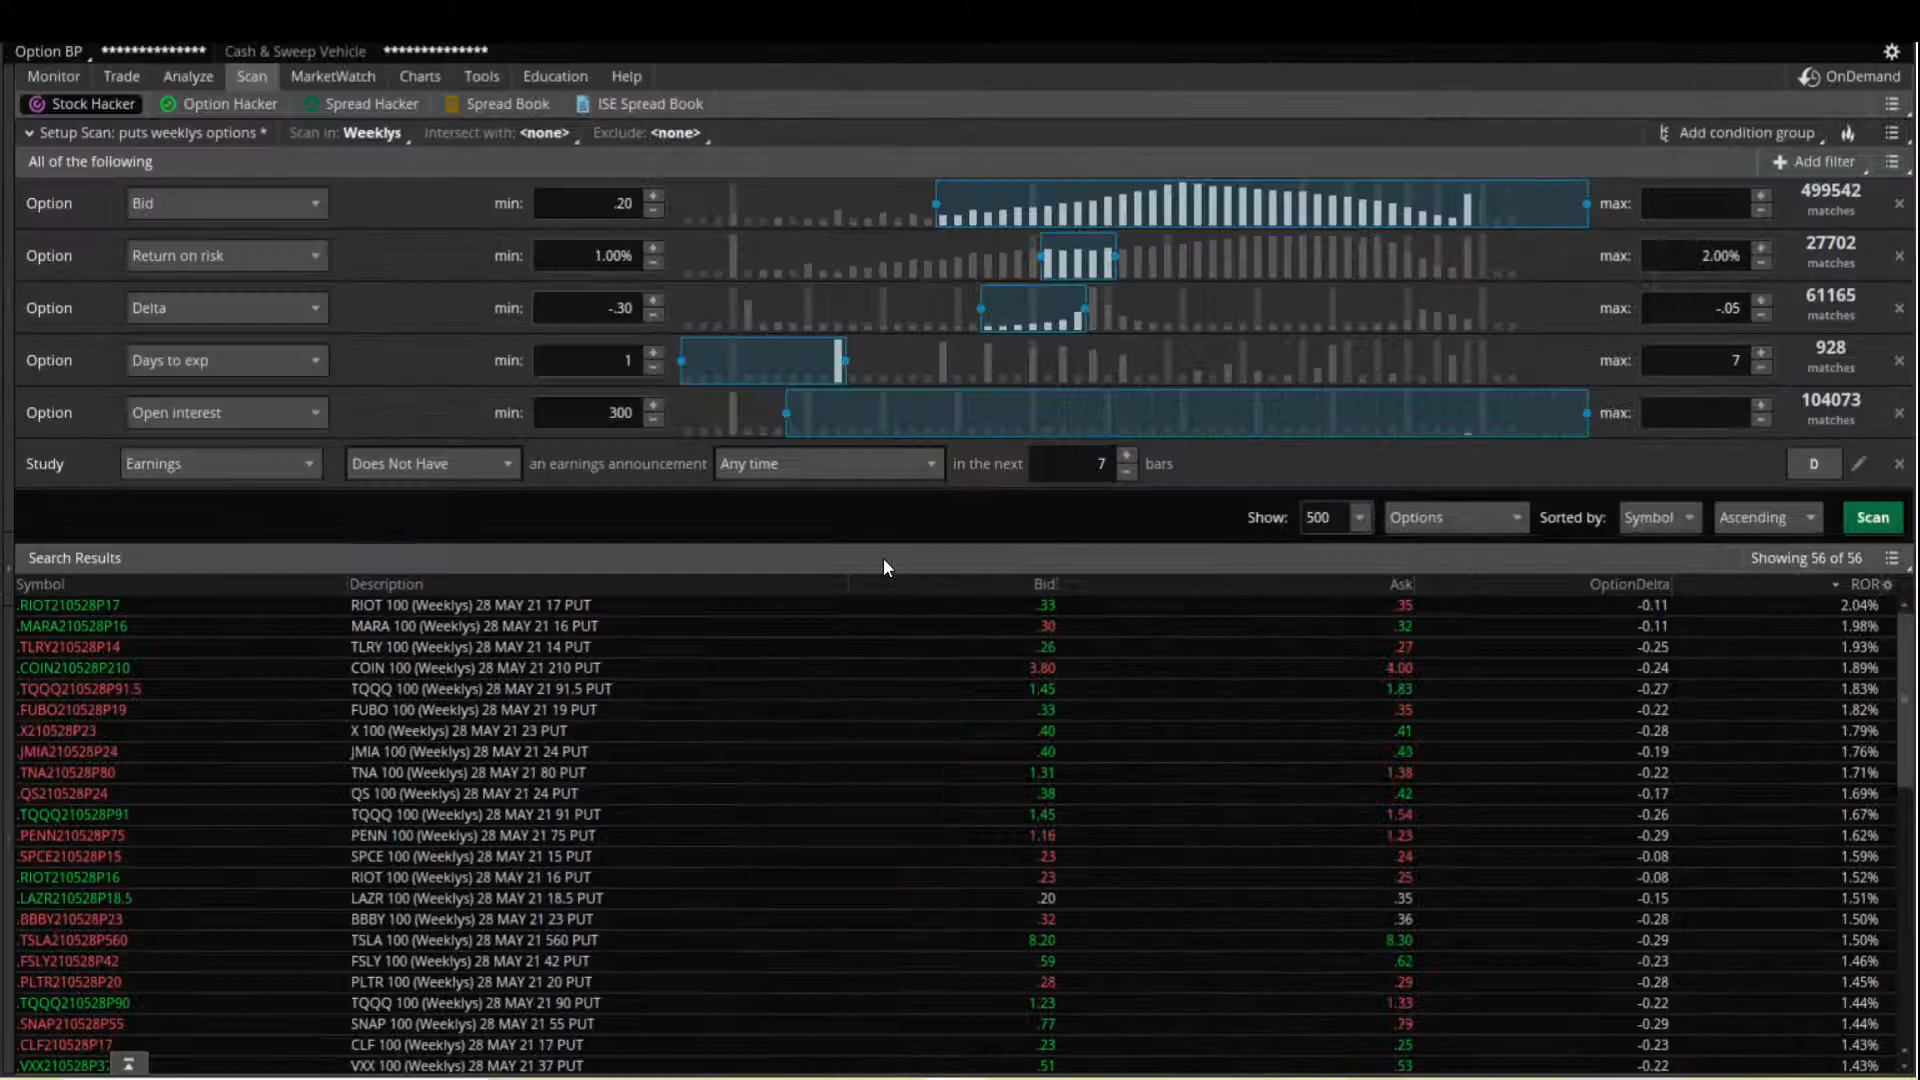 Option BP ************** Cash & Sweep Vehicle **************
Monitor Trade Analyze Scan MarketWatch Charts Tools Education Help OnDemand
Stock Hacker Option Hacker Spread Hacker Spread Book ISE Spread Book
Setup Scan: puts weeklys options * Scan in: Weeklys Intersect with: <none> Exclude: <none> Add condition group
All of the following Add filter
Option Bid min: .20 max: 499542 matches
Option Return on risk min: 1.00% max: 2.00% 27702 matches
Option Delta min: -.30 max: -.05 61165 matches
Option Days to exp min: 1 max: 7 928 matches
Option Open interest min: 300 max: 104073 matches
Study Earnings Does Not Have an earnings announcement Any time in the next 7 bars D
Show: 500 Options Sorted by: Symbol Ascending Scan
Search Results Showing 56 of 56
Symbol Description Bid Ask OptionDelta ROR
.RIOT210528P17 RIOT 100 (Weeklys) 28 MAY 21 17 PUT .33 .35 -0.11 2.04%
.MARA210528P16 MARA 100 (Weeklys) 28 MAY 21 16 PUT .30 .32 -0.11 1.98%
.TLRY210528P14 TLRY 100 (Weeklys) 28 MAY 21 14 PUT .26 .27 -0.25 1.93%
.COIN210528P210 COIN 100 (Weeklys) 28 MAY 21 210 PUT 3.80 4.00 -0.24 1.89%
.TQQQ210528P91.5 TQQQ 100 (Weeklys) 28 MAY 21 91.5 PUT 1.45 1.83 -0.27 1.83%
.FUBO210528P19 FUBO 100 (Weeklys) 28 MAY 21 19 PUT .33 .35 -0.22 1.82%
.X210528P23 X 100 (Weeklys) 28 MAY 21 23 PUT .40 .41 -0.28 1.79%
.JMIA210528P24 JMIA 100 (Weeklys) 28 MAY 21 24 PUT .40 .43 -0.19 1.76%
.TNA210528P80 TNA 100 (Weeklys) 28 MAY 21 80 PUT 1.31 1.38 -0.22 1.71%
.QS210528P24 QS 100 (Weeklys) 28 MAY 21 24 PUT .38 .42 -0.17 1.69%
.TQQQ210528P91 TQQQ 100 (Weeklys) 28 MAY 21 91 PUT 1.45 1.54 -0.26 1.67%
.PENN210528P75 PENN 100 (Weeklys) 28 MAY 21 75 PUT 1.16 1.23 -0.29 1.62%
.SPCE210528P15 SPCE 100 (Weeklys) 28 MAY 21 15 PUT .23 .24 -0.08 1.59%
.RIOT210528P16 RIOT 100 (Weeklys) 28 MAY 21 16 PUT .23 .25 -0.08 1.52%
.LAZR210528P18.5 LAZR 100 (Weeklys) 28 MAY 21 18.5 PUT .20 .35 -0.15 1.51%
.BBBY210528P23 BBBY 100 (Weeklys) 28 MAY 21 23 PUT .32 .36 -0.28 1.50%
.TSLA210528P560 TSLA 100 (Weeklys) 28 MAY 21 560 PUT 8.20 8.30 -0.29 1.50%
.FSLY210528P42 FSLY 100 (Weeklys) 28 MAY 21 42 PUT .59 .62 -0.23 1.46%
.PLTR210528P20 PLTR 100 (Weeklys) 28 MAY 21 20 PUT .28 .29 -0.28 1.45%
.TQQQ210528P90 TQQQ 100 (Weeklys) 28 MAY 21 90 PUT 1.23 1.33 -0.22 1.44%
.SNAP210528P55 SNAP 100 (Weeklys) 28 MAY 21 55 PUT .77 .79 -0.29 1.44%
.CLF210528P17 CLF 100 (Weeklys) 28 MAY 21 17 PUT .23 .25 -0.23 1.43%
.VXX210528P37 VXX 100 (Weeklys) 28 MAY 21 37 PUT .51 .53 -0.22 1.43%